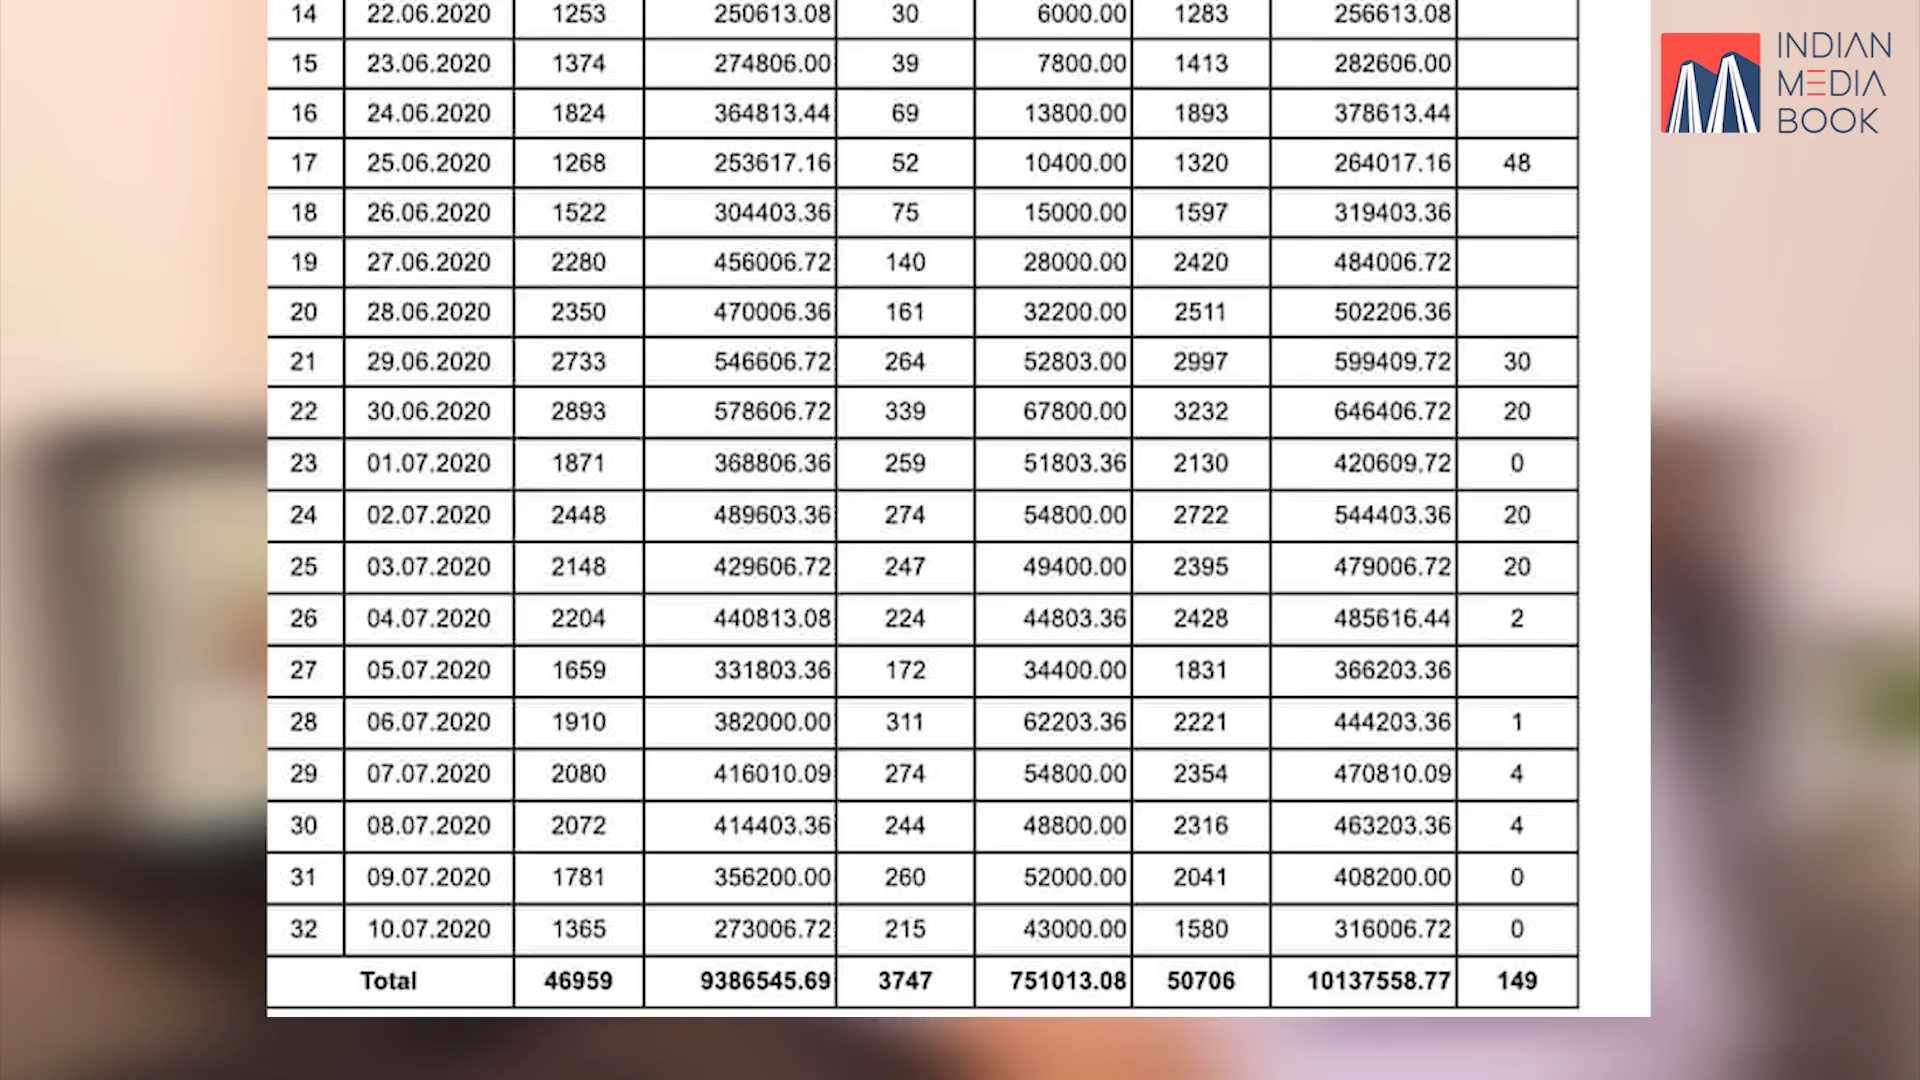 14 22.06.2020 1253 250613.08 30 6000.00 1283 256613.08
15 23.06.2020 1374 274806.00 39 7800.00 1413 282606.00
16 24.06.2020 1824 364813.44 69 13800.00 1893 378613.44
17 25.06.2020 1268 253617.16 52 10400.00 1320 264017.16 48
18 26.06.2020 1522 304403.36 75 15000.00 1597 319403.36
19 27.06.2020 2280 456006.72 140 28000.00 2420 484006.72
20 28.06.2020 2350 470006.36 161 32200.00 2511 502206.36
21 29.06.2020 2733 546606.72 264 52803.00 2997 599409.72 30
22 30.06.2020 2893 578606.72 339 67800.00 3232 646406.72 20
23 01.07.2020 1871 368806.36 259 51803.36 2130 420609.72 0
24 02.07.2020 2448 489603.36 274 54800.00 2722 544403.36 20
25 03.07.2020 2148 429606.72 247 49400.00 2395 479006.72 20
26 04.07.2020 2204 440813.08 224 44803.36 2428 485616.44 2
27 05.07.2020 1659 331803.36 172 34400.00 1831 366203.36
28 06.07.2020 1910 382000.00 311 62203.36 2221 444203.36 1
29 07.07.2020 2080 416010.09 274 54800.00 2354 470810.09 4
30 08.07.2020 2072 414403.36 244 48800.00 2316 463203.36 4
31 09.07.2020 1781 356200.00 260 52000.00 2041 408200.00 0
32 10.07.2020 1365 273006.72 215 43000.00 1580 316006.72 0
Total 46959 9386545.69 3747 751013.08 50706 10137558.77 149
INDIAN
MEDIA
BOOK